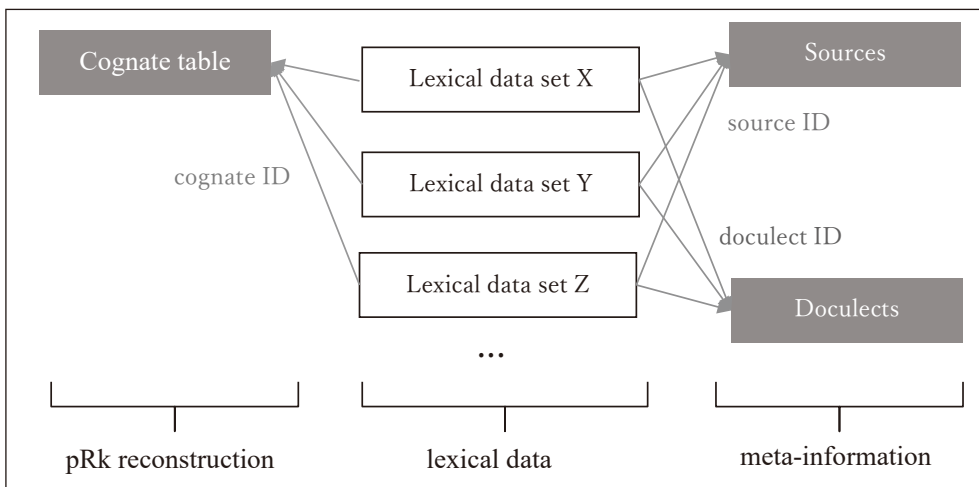 Cognate table
Lexical data set X
Sources
source ID
cognate ID
Lexical data set Y
doculect ID
Lexical data set Z
Doculects
...
pRk reconstruction
lexical data
meta-information